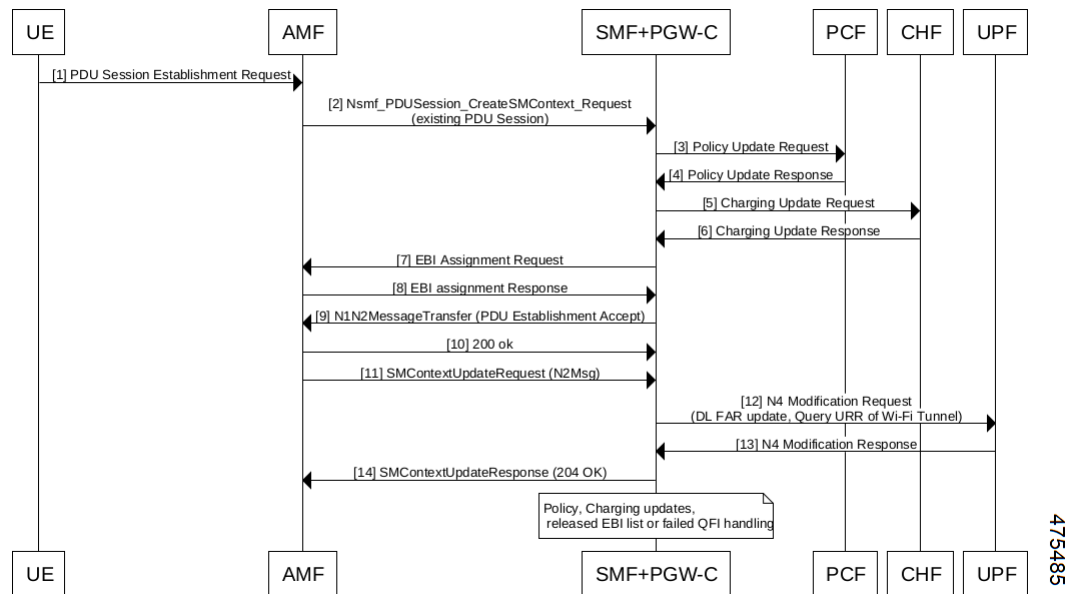 UE AMF SMF+PGW-C PCF CHF UPF
[1] PDU Session Establishment Request
[2] Nsmf_PDUSession_CreateSMContext_Request
(existing PDU Session)
[3] Policy Update Request
[4] Policy Update Response
[5] Charging Update Request
[6] Charging Update Response
[7] EBI Assignment Request
[8] EBI assignment Response
[9] N1N2MessageTransfer (PDU Establishment Accept)
[10] 200 ok
[11] SMContextUpdateRequest (N2Msg)
[12] N4 Modification Request
(DL FAR update, Query URR of Wi-Fi Tunnel)
[13] N4 Modification Response
[14] SMContextUpdateResponse (204 OK)
Policy, Charging updates,
released EBI list or failed QFI handling
UE AMF SMF+PGW-C PCF CHF UPF
475485